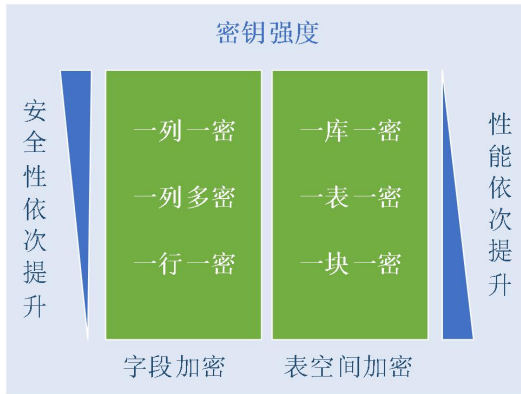 密钥强度
安全性依次提升
一列一密
一列多密
一行一密
一库一密
一表一密
一块一密
性能依次提升
字段加密
表空间加密